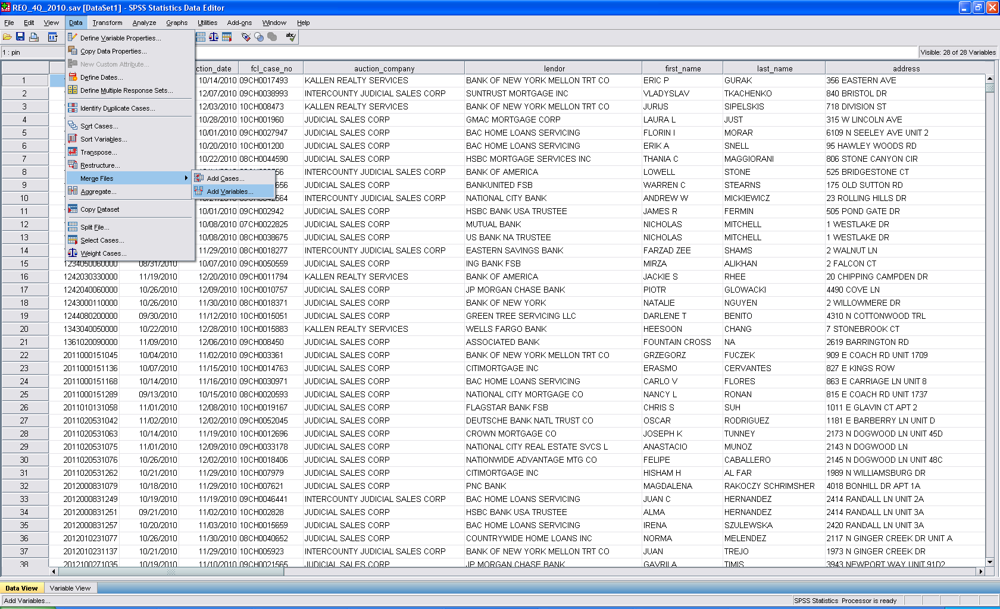 REO_4Q_2010.sav [DataSet1] - SPSS Statistics Data Editor
File Edit View Data Transform Analyze Graphs Utilities Add-ons Window Help
1 : pin
Visible: 28 of 28 Variables
Define Variable Properties...
Copy Data Properties...
New Custom Attribute...
Define Dates...
Define Multiple Response Sets...
Identify Duplicate Cases...
Sort Cases...
Sort Variables...
Transpose...
Restructure...
Merge Files
Aggregate...
Copy Dataset
Split File...
Select Cases...
Weight Cases...
Add Cases...
Add Variables...
ction_date fcl_case_no auction_company lendor first_name last_name address
1 10/14/2010 09CH0017493 KALLEN REALTY SERVICES BANK OF NEW YORK MELLON TRT CO ERIC P GURAK 356 EASTERN AVE
2 12/07/2010 09CH0038993 INTERCOUNTY JUDICIAL SALES CORP SUNTRUST MORTGAGE INC VLADYSLAV TKACHENKO 840 BRISTOL DR
3 12/03/2010 10CH008473 KALLEN REALTY SERVICES BANK OF NEW YORK MELLON TRT CO JURIJS SIPELSKIS 718 DIVISION ST
4 10/28/2010 10CH001960 JUDICIAL SALES CORP GMAC MORTGAGE CORP LAURA L JUST 315 W LINCOLN AVE
5 10/01/2010 09CH0027947 JUDICIAL SALES CORP BAC HOME LOANS SERVICING FLORIN I MORAR 6109 N SEELEY AVE UNIT 2
6 10/20/2010 10CH001200 JUDICIAL SALES CORP BAC HOME LOANS SERVICING ERIK A SNELL 95 HAWLEY WOODS RD
7 10/22/2010 08CH0044590 JUDICIAL SALES CORP HSBC MORTGAGE SERVICES INC THANIA C MAGGIORANI 806 STONE CANYON CIR
8 INTERCOUNTY JUDICIAL SALES CORP BANK OF AMERICA LOWELL STONE 525 BRIDGESTONE CT
9 656 JUDICIAL SALES CORP BANKUNITED FSB WARREN C STEARNS 175 OLD SUTTON RD
10 INTERCOUNTY JUDICIAL SALES CORP NATIONAL CITY BANK ANDREW W MICKIEWICZ 23 ROLLING HILLS DR
11 10/01/2010 09CH002942 JUDICIAL SALES CORP HSBC BANK USA TRUSTEE JAMES R FERMIN 505 POND GATE DR
12 10/08/2010 07CH0022825 JUDICIAL SALES CORP MUTUAL BANK NICHOLAS MITCHELL 1 WESTLAKE DR
13 10/08/2010 08CH0038675 JUDICIAL SALES CORP US BANK NA TRUSTEE NICHOLAS MITCHELL 1 WESTLAKE DR
14 11/29/2010 08CH0018277 INTERCOUNTY JUDICIAL SALES CORP EASTERN SAVINGS BANK FARZAD ZEE SHAMS 2 WALNUT LN
15 1234050060000 08/31/2010 10/07/2010 09CH0050559 JUDICIAL SALES CORP ING BANK FSB MIRZA ALIKHAN 2 FALCON CT
16 1242030330000 11/19/2010 12/20/2010 09CH0011794 KALLEN REALTY SERVICES BANK OF AMERICA JACKIE S RHEE 20 CHIPPING CAMPDEN DR
17 1242040060000 10/26/2010 12/09/2010 10CH0010757 JUDICIAL SALES CORP JP MORGAN CHASE BANK PIOTR GLOWACKI 4490 COVE LN
18 1243000110000 10/26/2010 11/30/2010 08CH0018371 JUDICIAL SALES CORP BANK OF NEW YORK NATALIE NGUYEN 2 WILLOWMERE DR
19 1244080200000 09/30/2010 11/12/2010 10CH0015051 JUDICIAL SALES CORP GREEN TREE SERVICING LLC DARLENE T BENITO 4310 N COTTONWOOD TRL
20 1343040050000 10/22/2010 12/28/2010 10CH0015883 KALLEN REALTY SERVICES WELLS FARGO BANK HEESOON CHANG 7 STONEBROOK CT
21 1361020090000 11/09/2010 12/06/2010 09CH008450 JUDICIAL SALES CORP ASSOCIATED BANK FOUNTAIN CROSS NA 2619 BARRINGTON RD
22 2011000151045 10/04/2010 11/02/2010 09CH003361 JUDICIAL SALES CORP BANK OF NEW YORK MELLON TRT CO GRZEGORZ FUCZEK 909 E COACH RD UNIT 1709
23 2011000151136 10/07/2010 11/15/2010 10CH0014763 JUDICIAL SALES CORP CITIMORTGAGE INC ERASMO CERVANTES 827 E KINGS ROW
24 2011000151168 10/14/2010 11/16/2010 09CH0030971 JUDICIAL SALES CORP BAC HOME LOANS SERVICING CARLO V FLORES 863 E CARRIAGE LN UNIT 8
25 2011000151289 09/13/2010 10/15/2010 08CH0020593 JUDICIAL SALES CORP NATIONAL CITY MORTGAGE CO NANCY L RONAN 815 E COACH RD UNIT 1737
26 2011010131058 11/01/2010 12/08/2010 10CH0019167 JUDICIAL SALES CORP FLAGSTAR BANK FSB CHRIS S SUH 1011 E GLAVIN CT APT 2
27 2011020531042 11/02/2010 12/02/2010 09CH0052045 JUDICIAL SALES CORP DEUTSCHE BANK NATL TRUST CO OSCAR RODRIGUEZ 1181 E BARBERRY LN UNIT D
28 2011020531063 10/14/2010 11/19/2010 10CH0012696 JUDICIAL SALES CORP CROWN MORTGAGE CO JOSEPH K TUNNEY 2173 N DOGWOOD LN UNIT 45D
29 2011020531075 11/01/2010 12/09/2010 09CH0033178 JUDICIAL SALES CORP NATIONAL CITY REAL ESTATE SVCS L ANASTACIO MUNOZ 2143 N DOGWOOD LN
30 2011020531076 10/26/2010 12/02/2010 10CH0018406 JUDICIAL SALES CORP NATIONWIDE ADVANTAGE MTG CO FELIPE CABALLERO 2145 N DOGWOOD LN UNIT 48C
31 2011020531262 10/21/2010 11/29/2010 10CH007979 JUDICIAL SALES CORP CITIMORTGAGE INC HISHAM H AL FAR 1989 N WILLIAMSBURG DR
32 2012000831079 10/18/2010 11/29/2010 10CH007621 JUDICIAL SALES CORP PNC BANK MAGDALENA RAKOCZY SCHRIMSHER 4018 BONHILL DR APT 1A
33 2012000831249 10/19/2010 11/19/2010 09CH0046441 INTERCOUNTY JUDICIAL SALES CORP BAC HOME LOANS SERVICING JUAN C HERNANDEZ 2414 RANDALL LN UNIT 2A
34 2012000831251 09/21/2010 11/02/2010 10CH002828 JUDICIAL SALES CORP HSBC BANK USA TRUSTEE ALMA HERNANDEZ 2414 RANDALL LN UNIT 3A
35 2012000831257 10/20/2010 11/03/2010 10CH0015659 JUDICIAL SALES CORP BAC HOME LOANS SERVICING IRENA SZULEWSKA 2420 RANDALL LN UNIT 3A
36 2012010231077 10/26/2010 11/30/2010 08CH0040652 JUDICIAL SALES CORP COUNTRYWIDE HOME LOANS INC NORMA MELENDEZ 2117 N GINGER CREEK DR UNIT A
37 2012010231137 10/21/2010 11/29/2010 10CH005923 INTERCOUNTY JUDICIAL SALES CORP BANK OF NEW YORK MELLON TRT CO JUAN TREJO 1973 N GINGER CREEK DR
38 2012100271035 10/19/2010 11/10/2010 09CH0021565 JUDICIAL SALES CORP JP MORGAN CHASE BANK GAVRILA TIMIS 3943 NEWPORT WAY UNIT 91D2
Data View Variable View
Add Variables...
SPSS Statistics Processor is ready